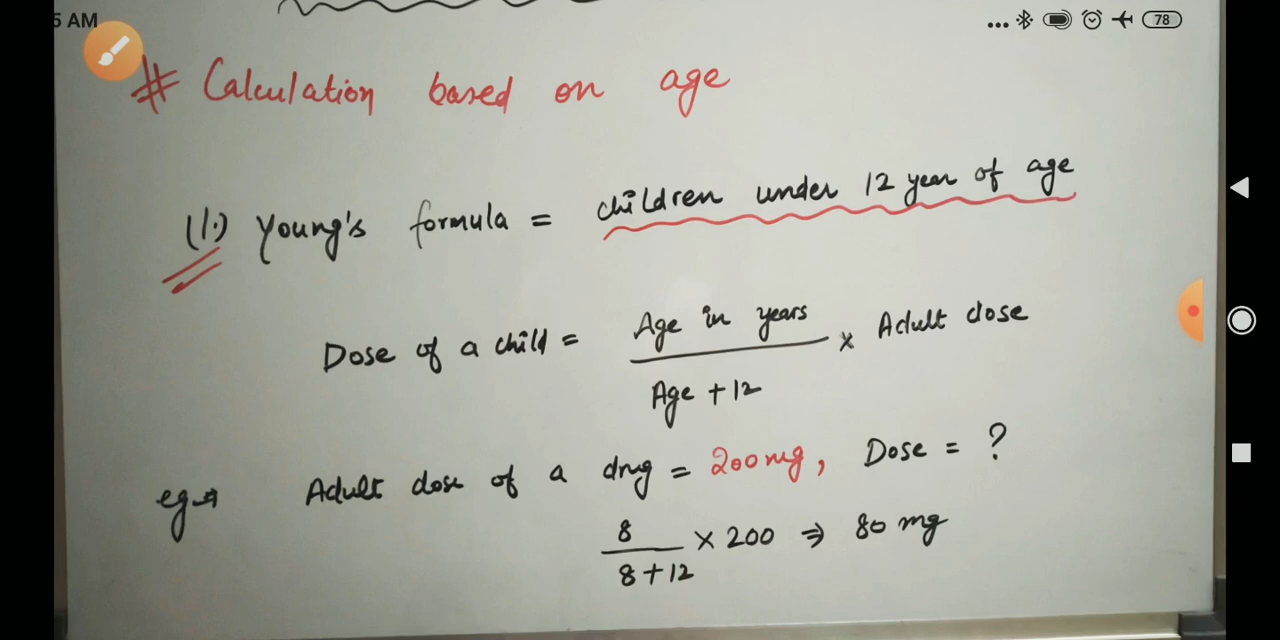 5 AM
... 78
# Calculation based on age
(1.) Young's formula = children under 12 year of age
Dose of a child = Age in years / Age + 12 × Adult dose
eg→ Adult dose of a drug = 200 mg, Dose = ?
8 / 8 + 12 × 200 ⇒ 80 mg